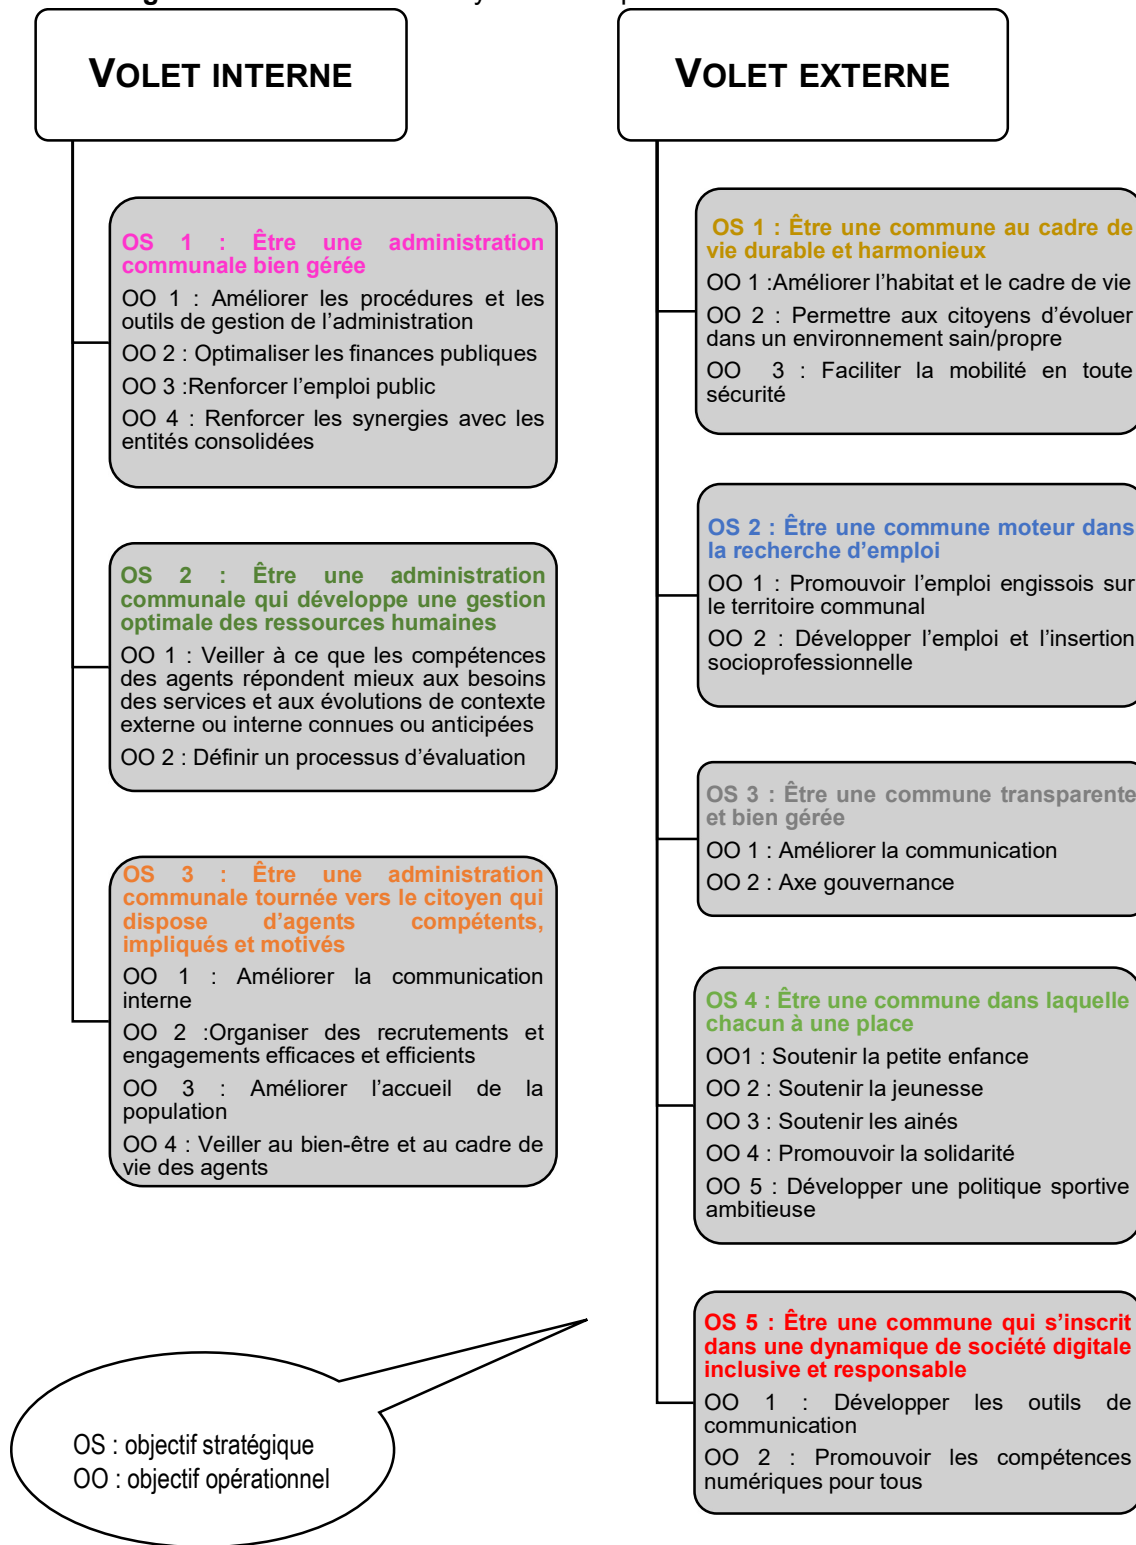 VOLET INTERNE
OS 1 : Être une administration
communale bien gérée
OO 1 : Améliorer les procédures et les
outils de gestion de l’administration
OO 2 : Optimaliser les finances publiques
OO 3 :Renforcer l’emploi public
OO 4 : Renforcer les synergies avec les
entités consolidées
OS 2 : Être une administration
communale qui développe une gestion
optimale des ressources humaines
OO 1 : Veiller à ce que les compétences
des agents répondent mieux aux besoins
des services et aux évolutions de contexte
externe ou interne connues ou anticipées
OO 2 : Définir un processus d’évaluation
OS 3 : Être une administration
communale tournée vers le citoyen qui
dispose d’agents compétents,
impliqués et motivés
OO 1 : Améliorer la communication
interne
OO 2 :Organiser des recrutements et
engagements efficaces et efficients
OO 3 : Améliorer l’accueil de la
population
OO 4 : Veiller au bien-être et au cadre de
vie des agents
OS : objectif stratégique
OO : objectif opérationnel
VOLET EXTERNE
OS 1 : Être une commune au cadre de
vie durable et harmonieux
OO 1 :Améliorer l’habitat et le cadre de vie
OO 2 : Permettre aux citoyens d’évoluer
dans un environnement sain/propre
OO 3 : Faciliter la mobilité en toute
sécurité
OS 2 : Être une commune moteur dans
la recherche d’emploi
OO 1 : Promouvoir l’emploi engissois sur
le territoire communal
OO 2 : Développer l’emploi et l’insertion
socioprofessionnelle
OS 3 : Être une commune transparente
et bien gérée
OO 1 : Améliorer la communication
OO 2 : Axe gouvernance
OS 4 : Être une commune dans laquelle
chacun à une place
OO1 : Soutenir la petite enfance
OO 2 : Soutenir la jeunesse
OO 3 : Soutenir les ainés
OO 4 : Promouvoir la solidarité
OO 5 : Développer une politique sportive
ambitieuse
OS 5 : Être une commune qui s’inscrit
dans une dynamique de société digitale
inclusive et responsable
OO 1 : Développer les outils de
communication
OO 2 : Promouvoir les compétences
numériques pour tous